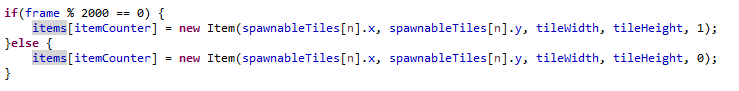 if(frame % 2000 == 0) {
    items[itemCounter] = new Item(spawnableTiles[n].x, spawnableTiles[n].y, tileWidth, tileHeight, 1);
}else {
    items[itemCounter] = new Item(spawnableTiles[n].x, spawnableTiles[n].y, tileWidth, tileHeight, 0);
}